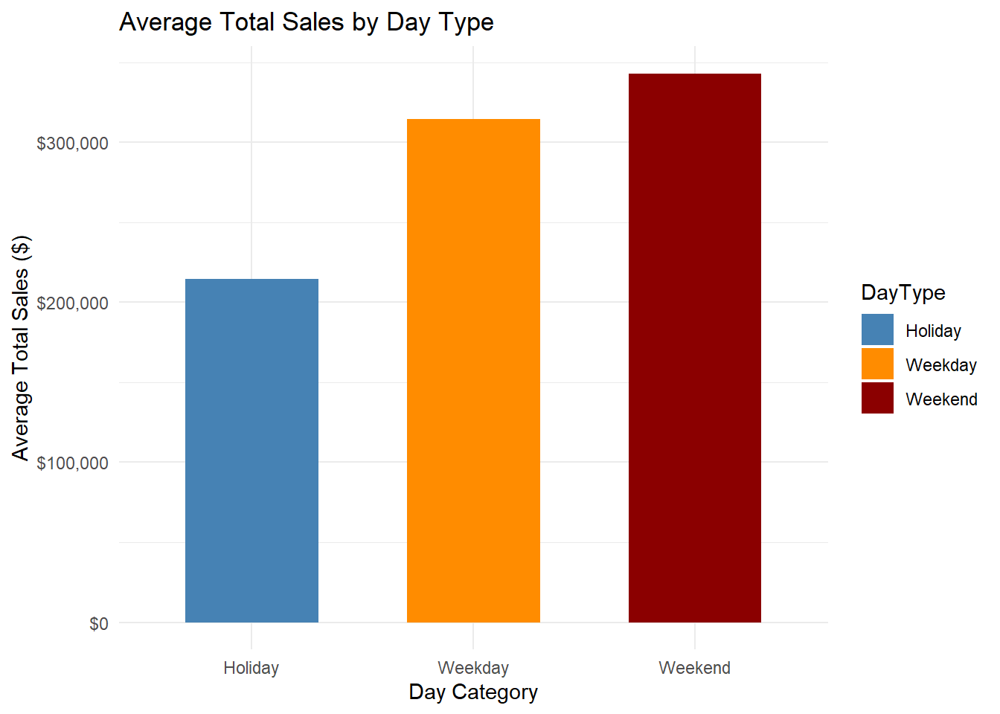 Average Total Sales by Day Type
Average Total Sales ($)
$300,000
$200,000
$100,000
$0
Holiday
Weekday
Weekend
Day Category
DayType
Holiday
Weekday
Weekend